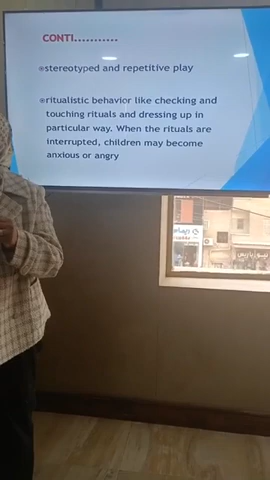 CONTI...........
stereotyped and repetitive play
ritualistic behavior like checking and
touching rituals and dressing up in
particular way. When the rituals are
interrupted, children may become
anxious or angry